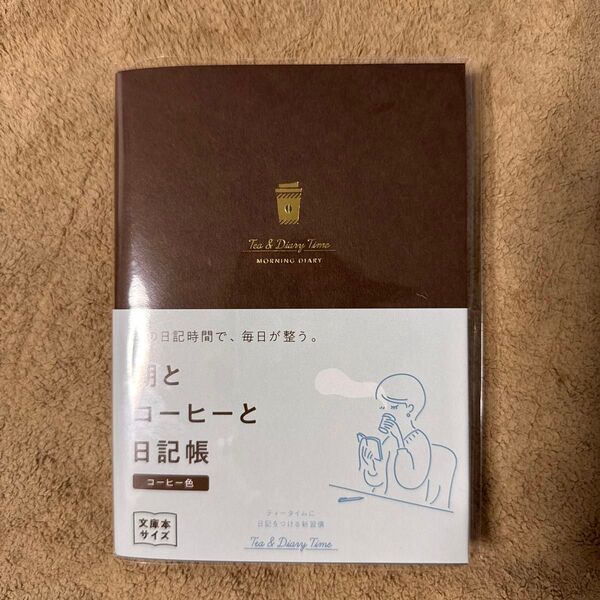 Tea & Diary Time
MORNING DIARY
の日記時間で、毎日が整う。
朝と
コーヒーと
日記帳
コーヒー色
文庫本
サイズ
ティータイムに
日記をつける新習慣
Tea & Diary Time